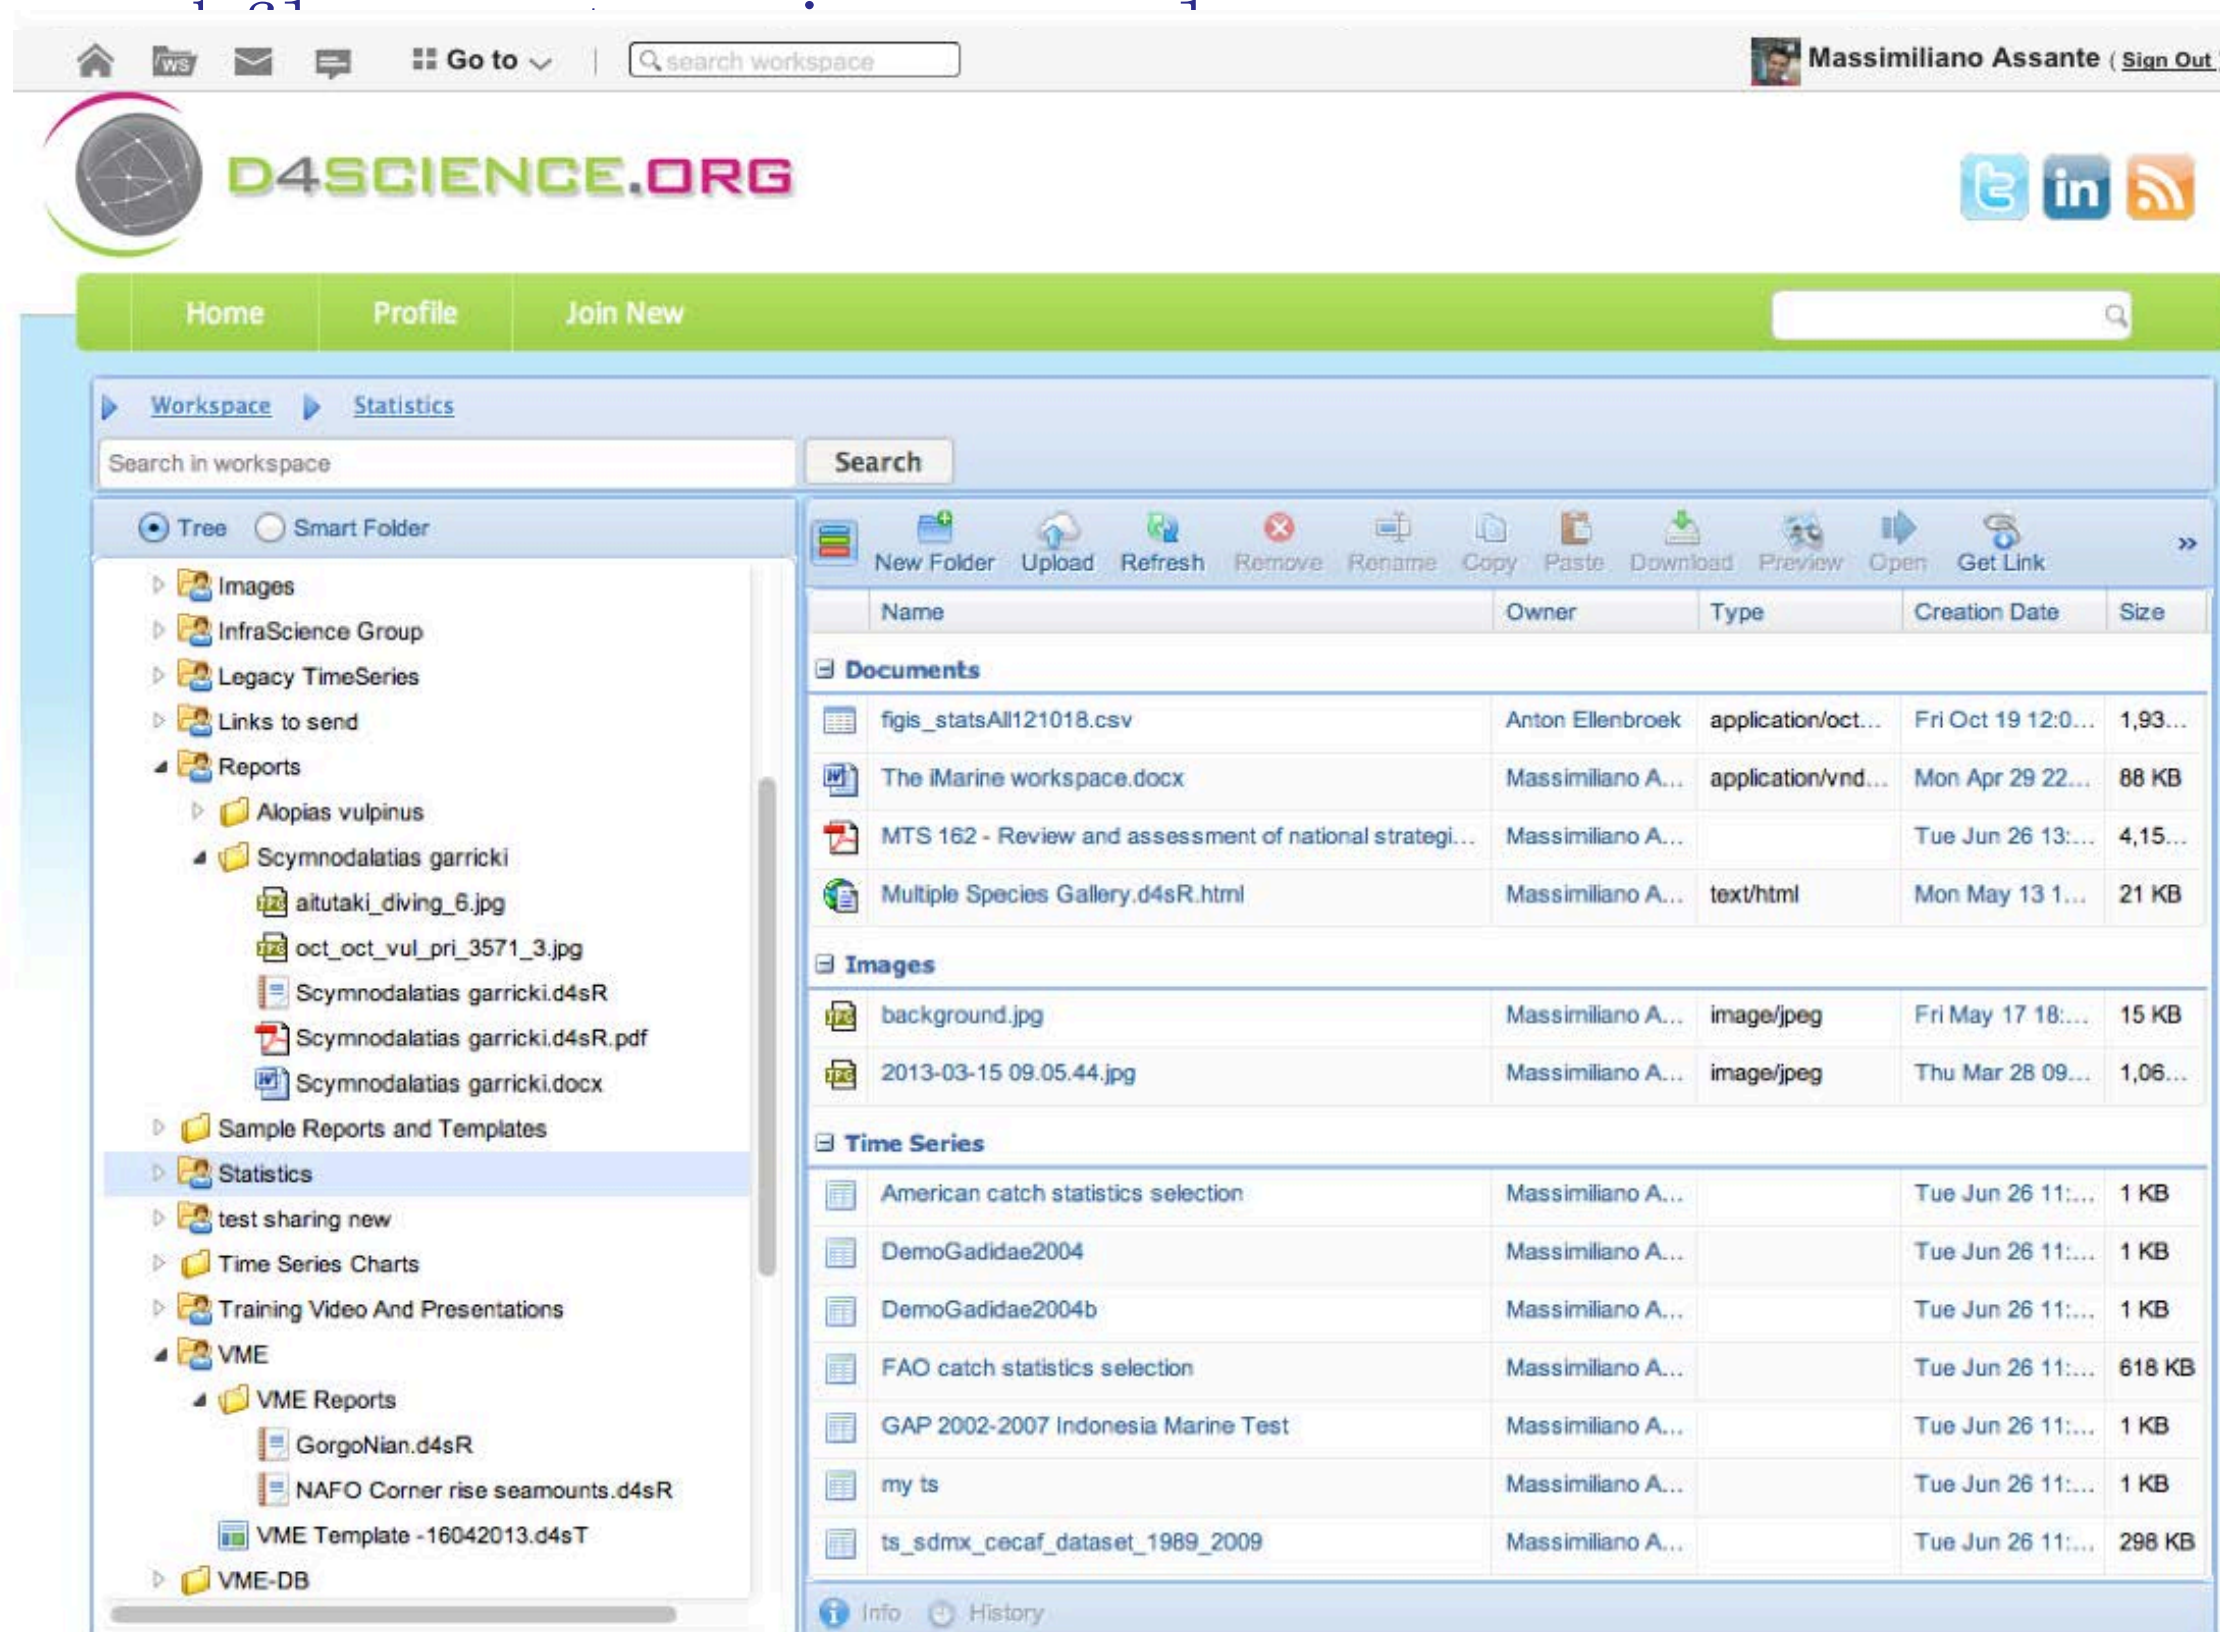 Go to
search workspace
Massimiliano Assante ( Sign Out
D4SCIENCE.ORG
in
Home Profile Join New
Workspace Statistics
Search in workspace Search
Tree Smart Folder
New Folder Upload Refresh Remove Rename Copy Paste Download Preview Open Get Link »
Images
InfraScience Group
Legacy TimeSeries
Links to send
Reports
Alopias vulpinus
Scymnodalatias garricki
aitutaki_diving_6.jpg
oct_oct_vul_pri_3571_3.jpg
Scymnodalatias garricki.d4sR
Scymnodalatias garricki.d4sR.pdf
Scymnodalatias garricki.docx
Sample Reports and Templates
Statistics
test sharing new
Time Series Charts
Training Video And Presentations
VME
VME Reports
GorgoNian.d4sR
NAFO Corner rise seamounts.d4sR
VME Template -16042013.d4sT
VME-DB
Name Owner Type Creation Date Size
Documents
figis_statsAll121018.csv Anton Ellenbroek application/oct... Fri Oct 19 12:0... 1,93...
The iMarine workspace.docx Massimiliano A... application/vnd... Mon Apr 29 22... 88 KB
MTS 162 - Review and assessment of national strategi... Massimiliano A... Tue Jun 26 13:... 4,15...
Multiple Species Gallery.d4sR.html Massimiliano A... text/html Mon May 13 1... 21 KB
Images
background.jpg Massimiliano A... image/jpeg Fri May 17 18:... 15 KB
2013-03-15 09.05.44.jpg Massimiliano A... image/jpeg Thu Mar 28 09... 1,06...
Time Series
American catch statistics selection Massimiliano A... Tue Jun 26 11:... 1 KB
DemoGadidae2004 Massimiliano A... Tue Jun 26 11:... 1 KB
DemoGadidae2004b Massimiliano A... Tue Jun 26 11:... 1 KB
FAO catch statistics selection Massimiliano A... Tue Jun 26 11:... 618 KB
GAP 2002-2007 Indonesia Marine Test Massimiliano A... Tue Jun 26 11:... 1 KB
my ts Massimiliano A... Tue Jun 26 11:... 1 KB
ts_sdmx_cecaf_dataset_1989_2009 Massimiliano A... Tue Jun 26 11:... 298 KB
Info History